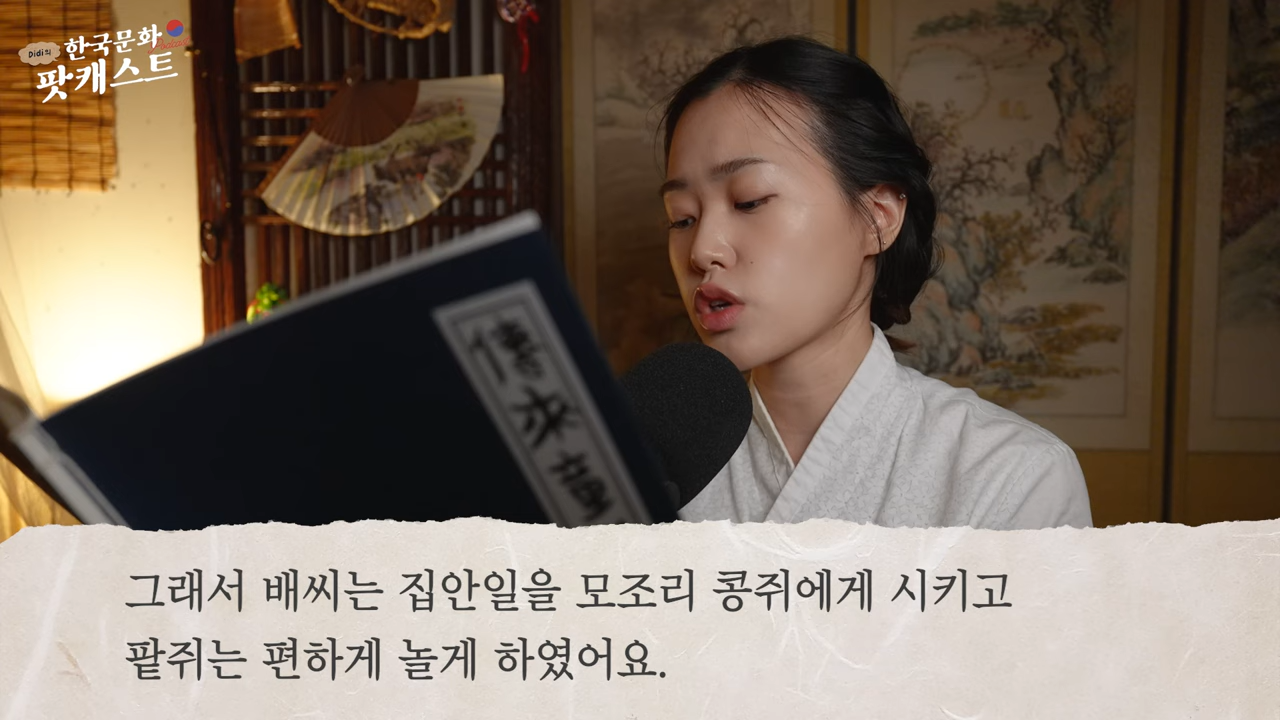 Didi의
한국문화
팟캐스트
그래서 배씨는 집안일을 모조리 콩쥐에게 시키고
팥쥐는 편하게 놀게 하였어요.